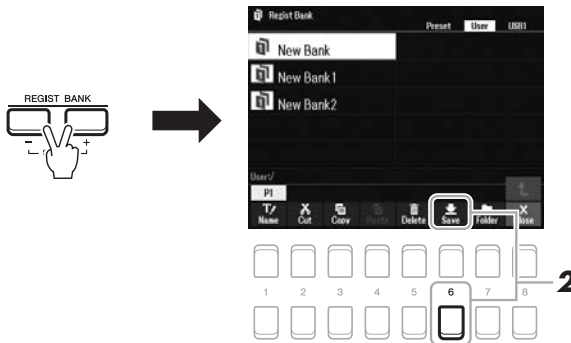 Regist Bank
Preset User USB1
New Bank
New Bank1
New Bank2
REGIST BANK
- +
User:/
P1
Name Cut Copy Paste Delete Save Folder Close
1 2 3 4 5 6 7 8
2